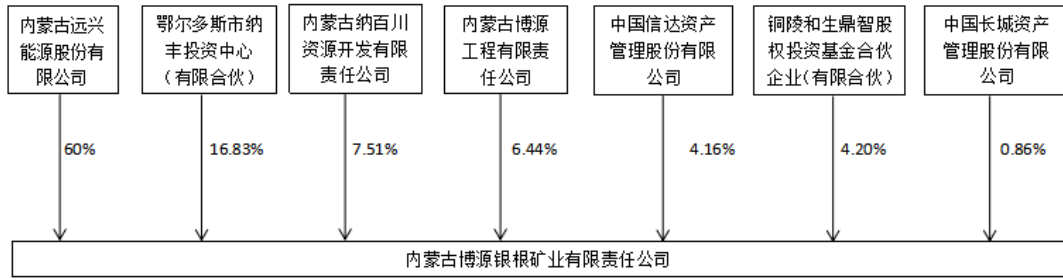 内蒙古远兴
能源股份有
限公司
鄂尔多斯市纳
丰投资中心
（有限合伙）
内蒙古纳百川
资源开发有限
责任公司
内蒙古博源
工程有限责
任公司
中国信达资产
管理股份有限
公司
铜陵和生鼎智股
权投资基金合伙
企业(有限合伙)
中国长城资产
管理股份有限
公司
60%
16.83%
7.51%
6.44%
4.16%
4.20%
0.86%
内蒙古博源银根矿业有限责任公司